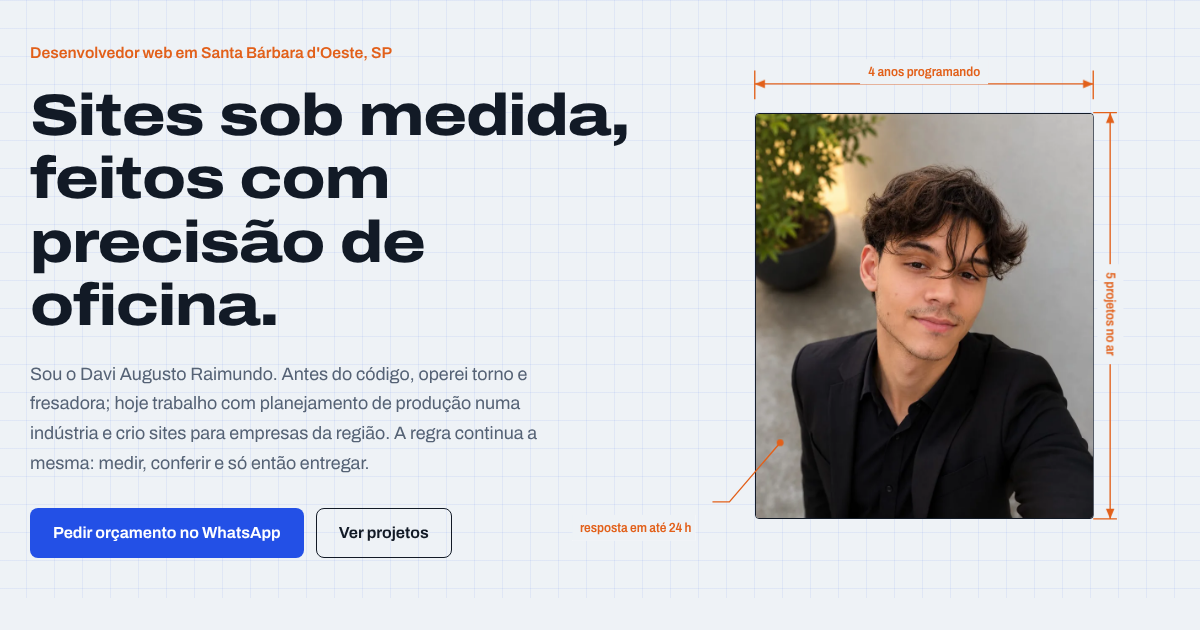 Desenvolvedor web em Santa Bárbara d'Oeste, SP
Sites sob medida,
feitos com
precisão de
oficina.
Sou o Davi Augusto Raimundo. Antes do código, operei torno e
fresadora; hoje trabalho com planejamento de produção numa
indústria e crio sites para empresas da região. A regra continua a
mesma: medir, conferir e só então entregar.
Pedir orçamento no WhatsApp
Ver projetos
4 anos programando
5 projetos no ar
resposta em até 24 h